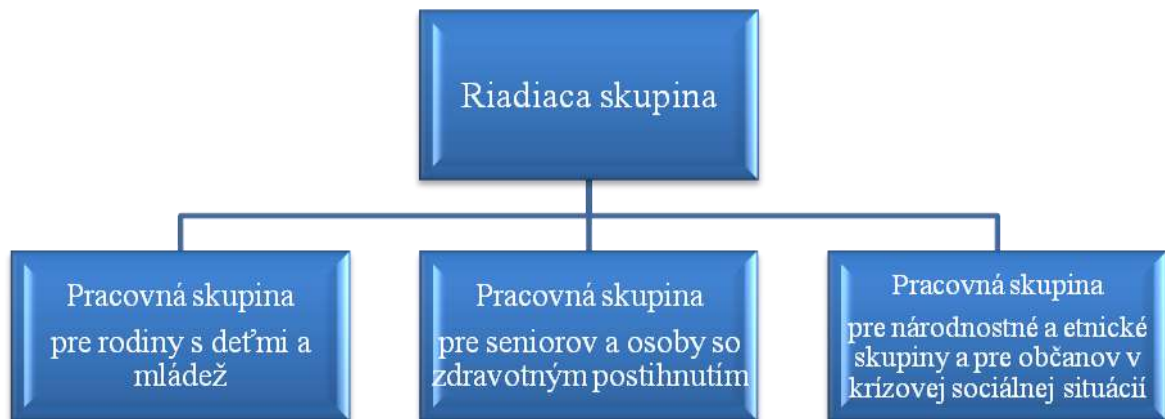 Riadiaca skupina
Pracovná skupina
pre rodiny s deťmi a
mládež
Pracovná skupina
pre seniorov a osoby so
zdravotným postihnutím
Pracovná skupina
pre národnostné a etnické
skupiny a pre občanov v
krízovej sociálnej situácií